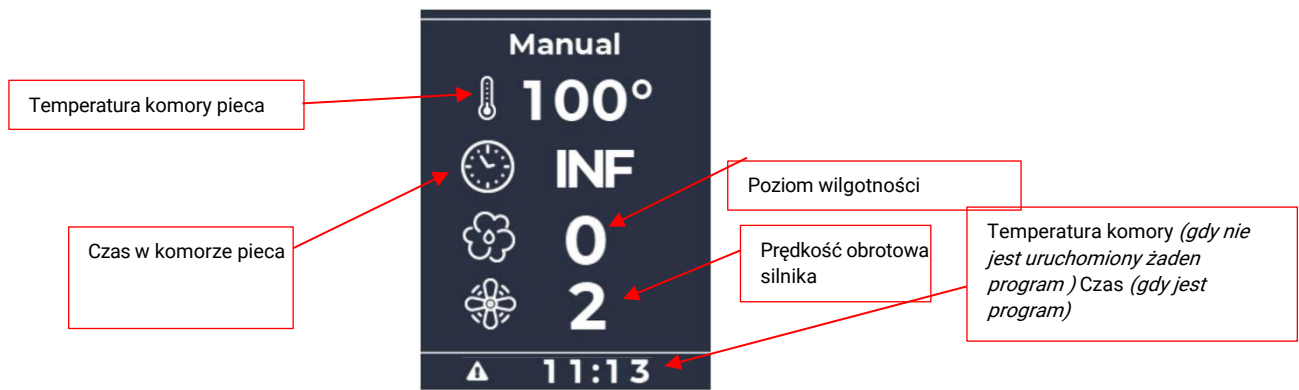 Manual
Temperatura komory pieca
100°
INF
Poziom wilgotności
0
Czas w komorze pieca
Prędkość obrotowa
silnika
2
Temperatura komory (gdy nie
jest uruchomiony żaden
program ) Czas (gdy jest
program)
11:13